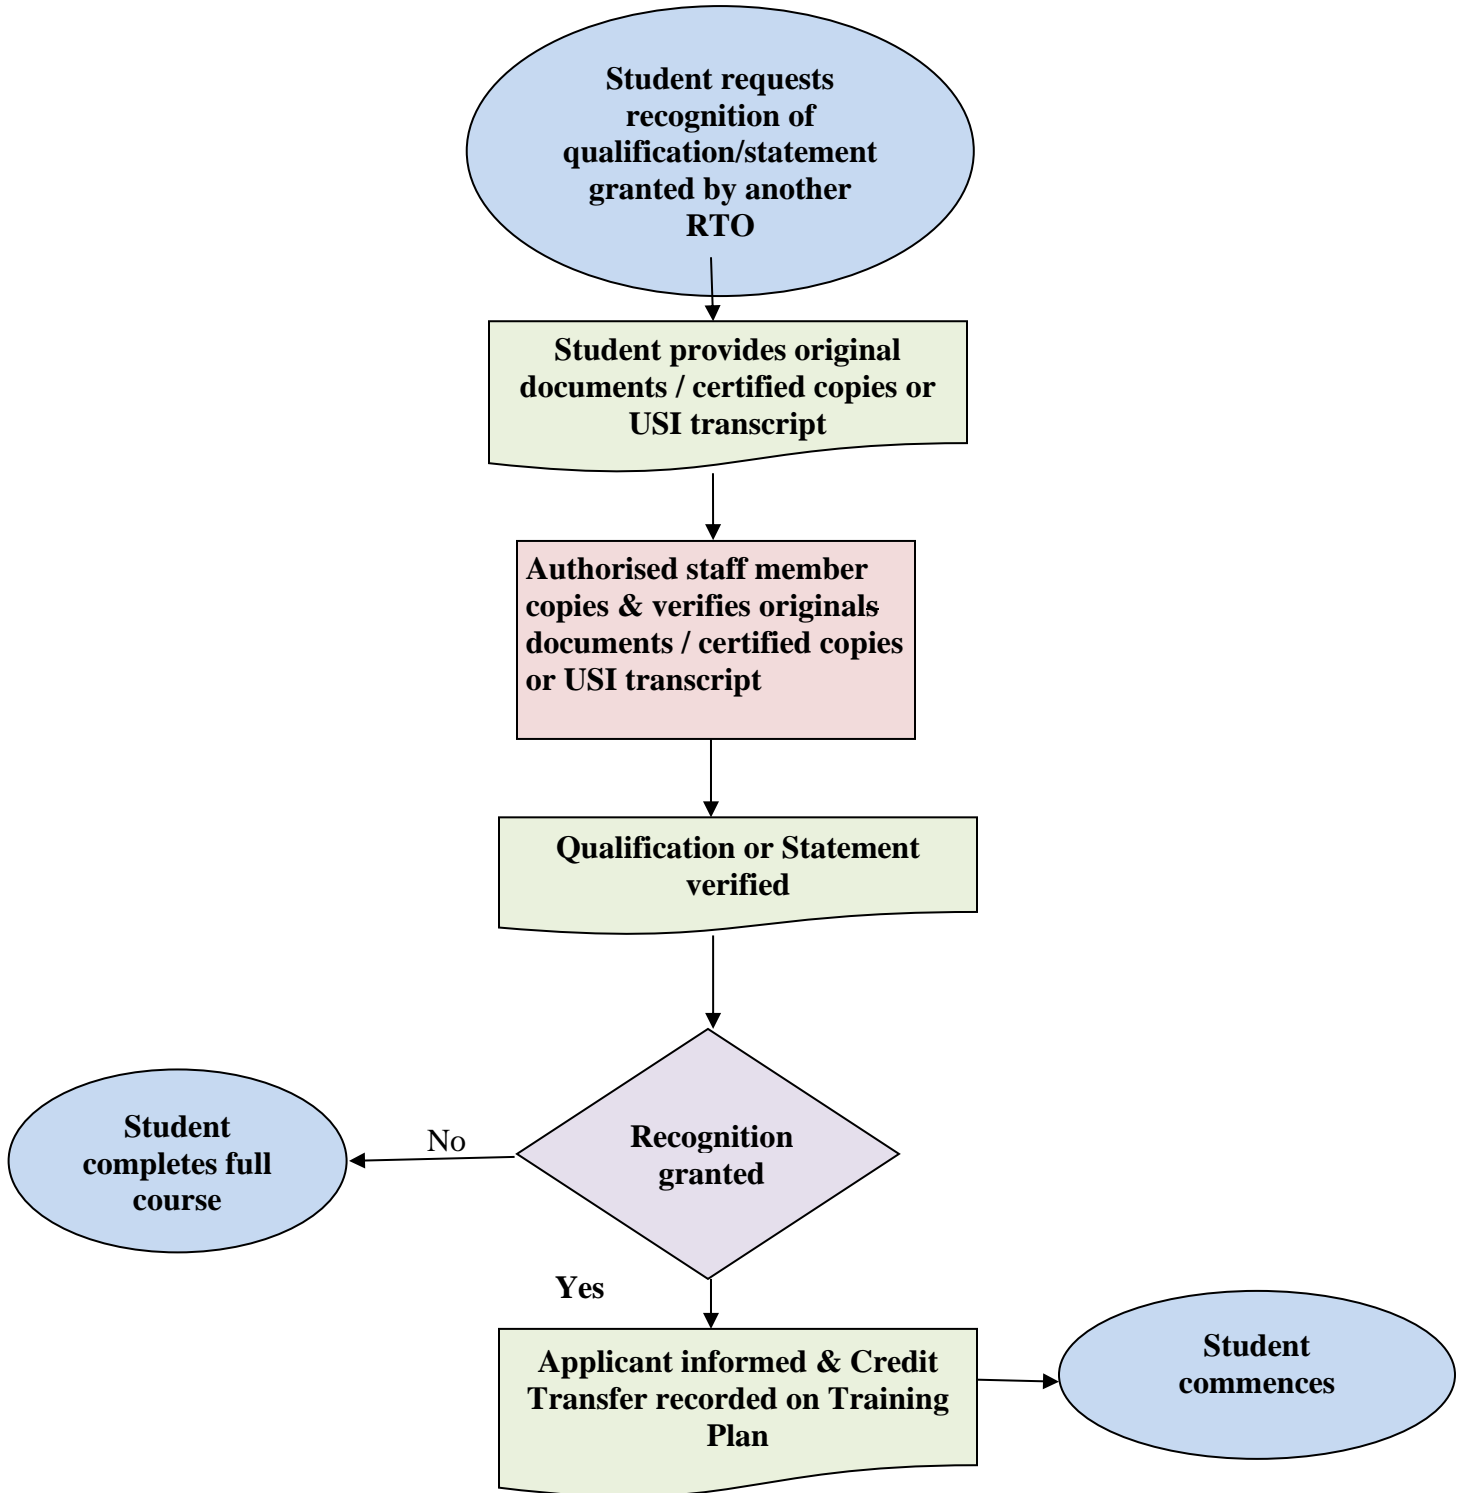 Student requests
recognition of
qualification/statement
granted by another
RTO
Student provides original
documents / certified copies or
USI transcript
Authorised staff member
copies & verifies originals
documents / certified copies
or USI transcript
Qualification or Statement
verified
Recognition
granted
No
Student
completes full
course
Yes
Applicant informed & Credit
Transfer recorded on Training
Plan
Student
commences